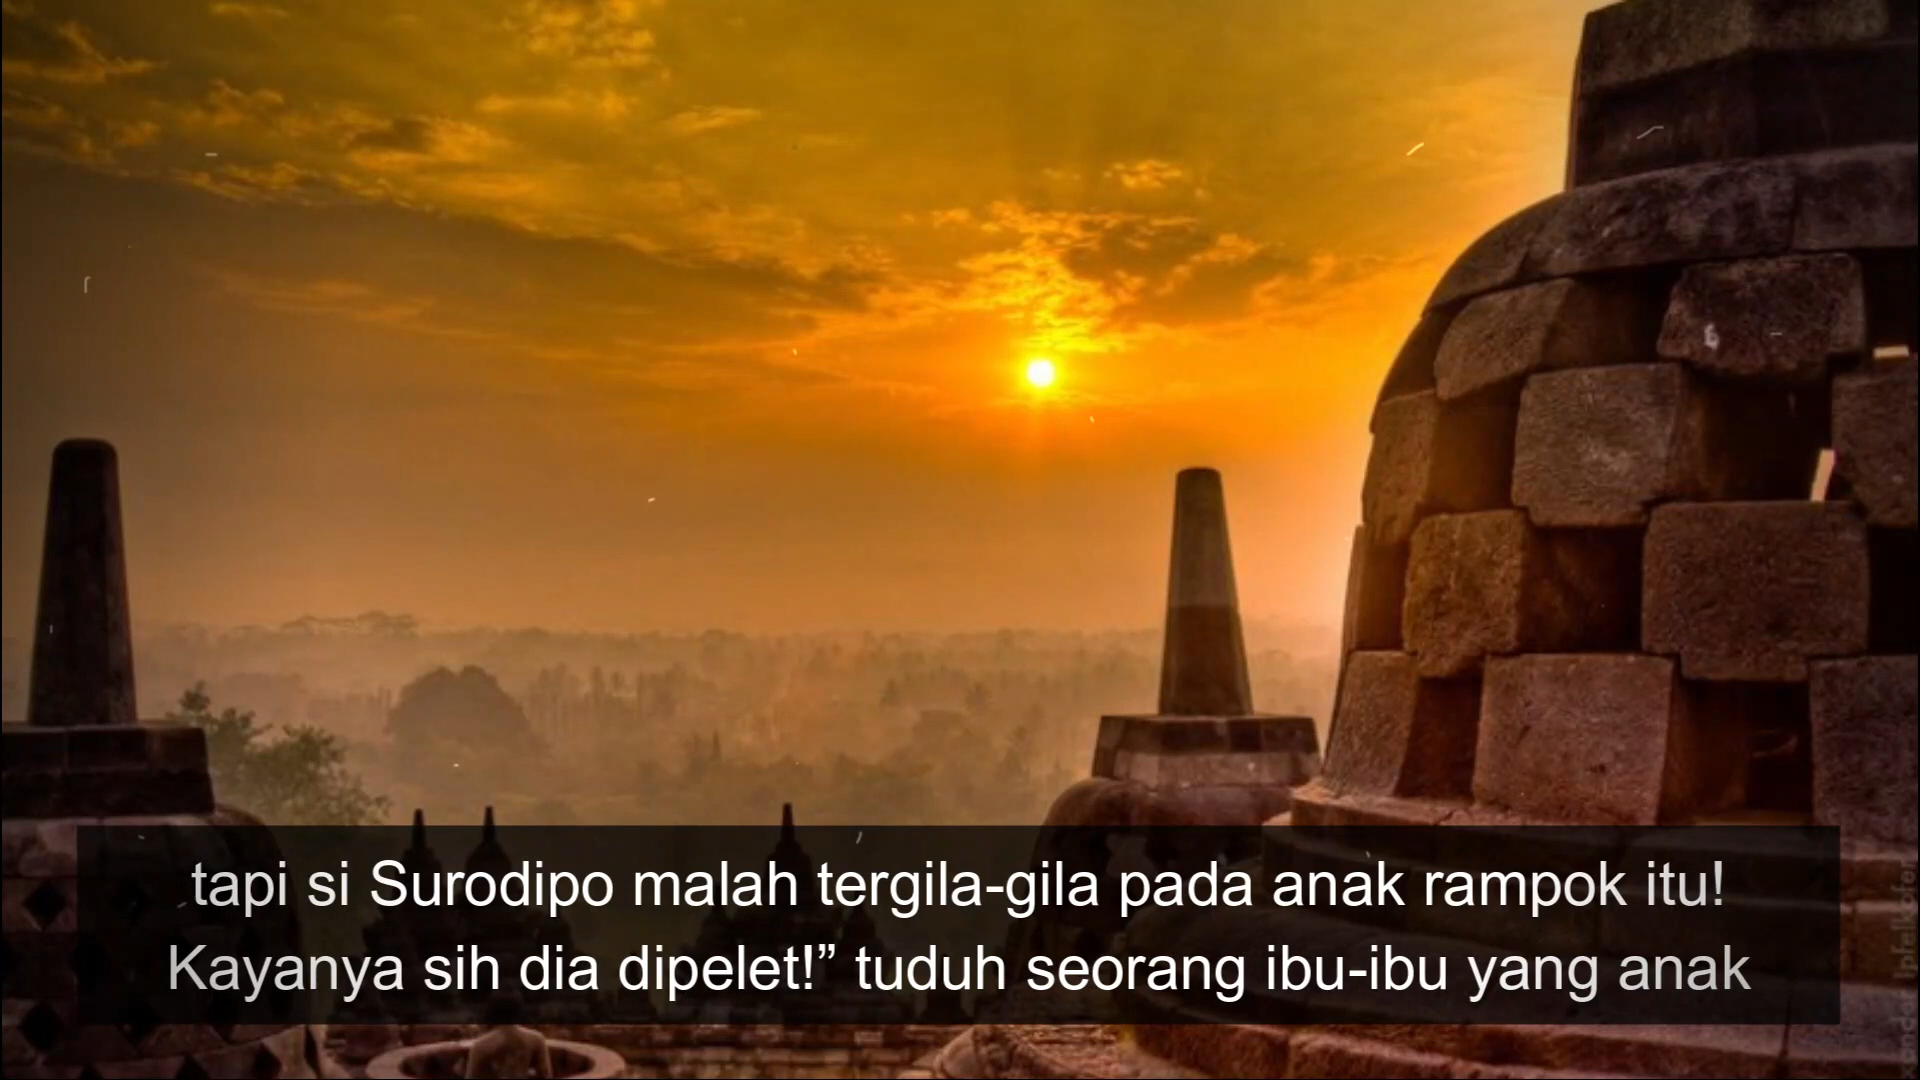 tapi si Surodipo malah tergila-gila pada anak rampok itu!
Kayanya sih dia dipelet!” tuduh seorang ibu-ibu yang anak